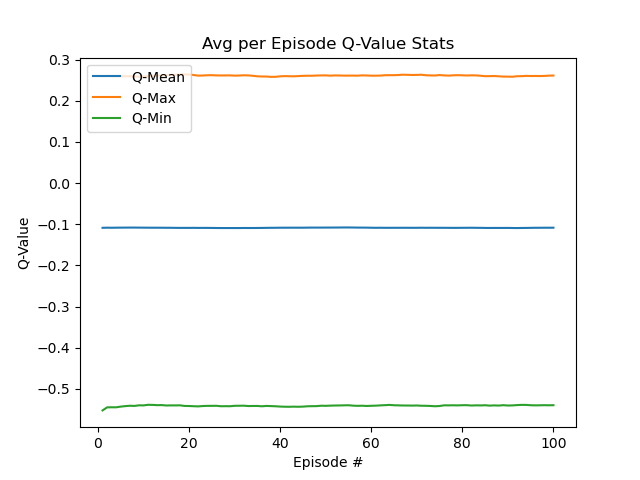 Avg per Episode Q-Value Stats
Q-Mean
Q-Max
Q-Min
0.3
0.2
0.1
0.0
−0.1
−0.2
−0.3
−0.4
−0.5
Q-Value
0 20 40 60 80 100
Episode #